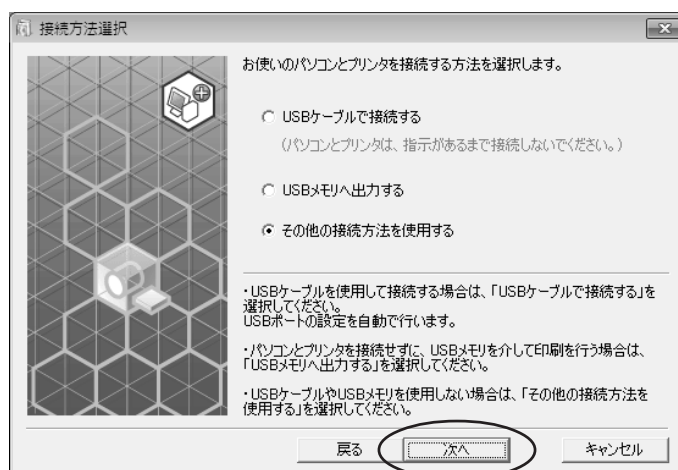 接続方法選択
お使いのパソコンとプリンタを接続する方法を選択します。
USBケーブルで接続する
(パソコンとプリンタは、指示があるまで接続しないでください。)
USBメモリへ出力する
その他の接続方法を使用する
・USBケーブルを使用して接続する場合は、「USBケーブルで接続する」を
選択してください。
USBポートの設定を自動で行います。
・パソコンとプリンタを接続せずに、USBメモリを介して印刷を行う場合は、
「USBメモリへ出力する」を選択してください。
・USBケーブルやUSBメモリを使用しない場合は、「その他の接続方法を
使用する」を選択してください。
戻る
次へ
キャンセル